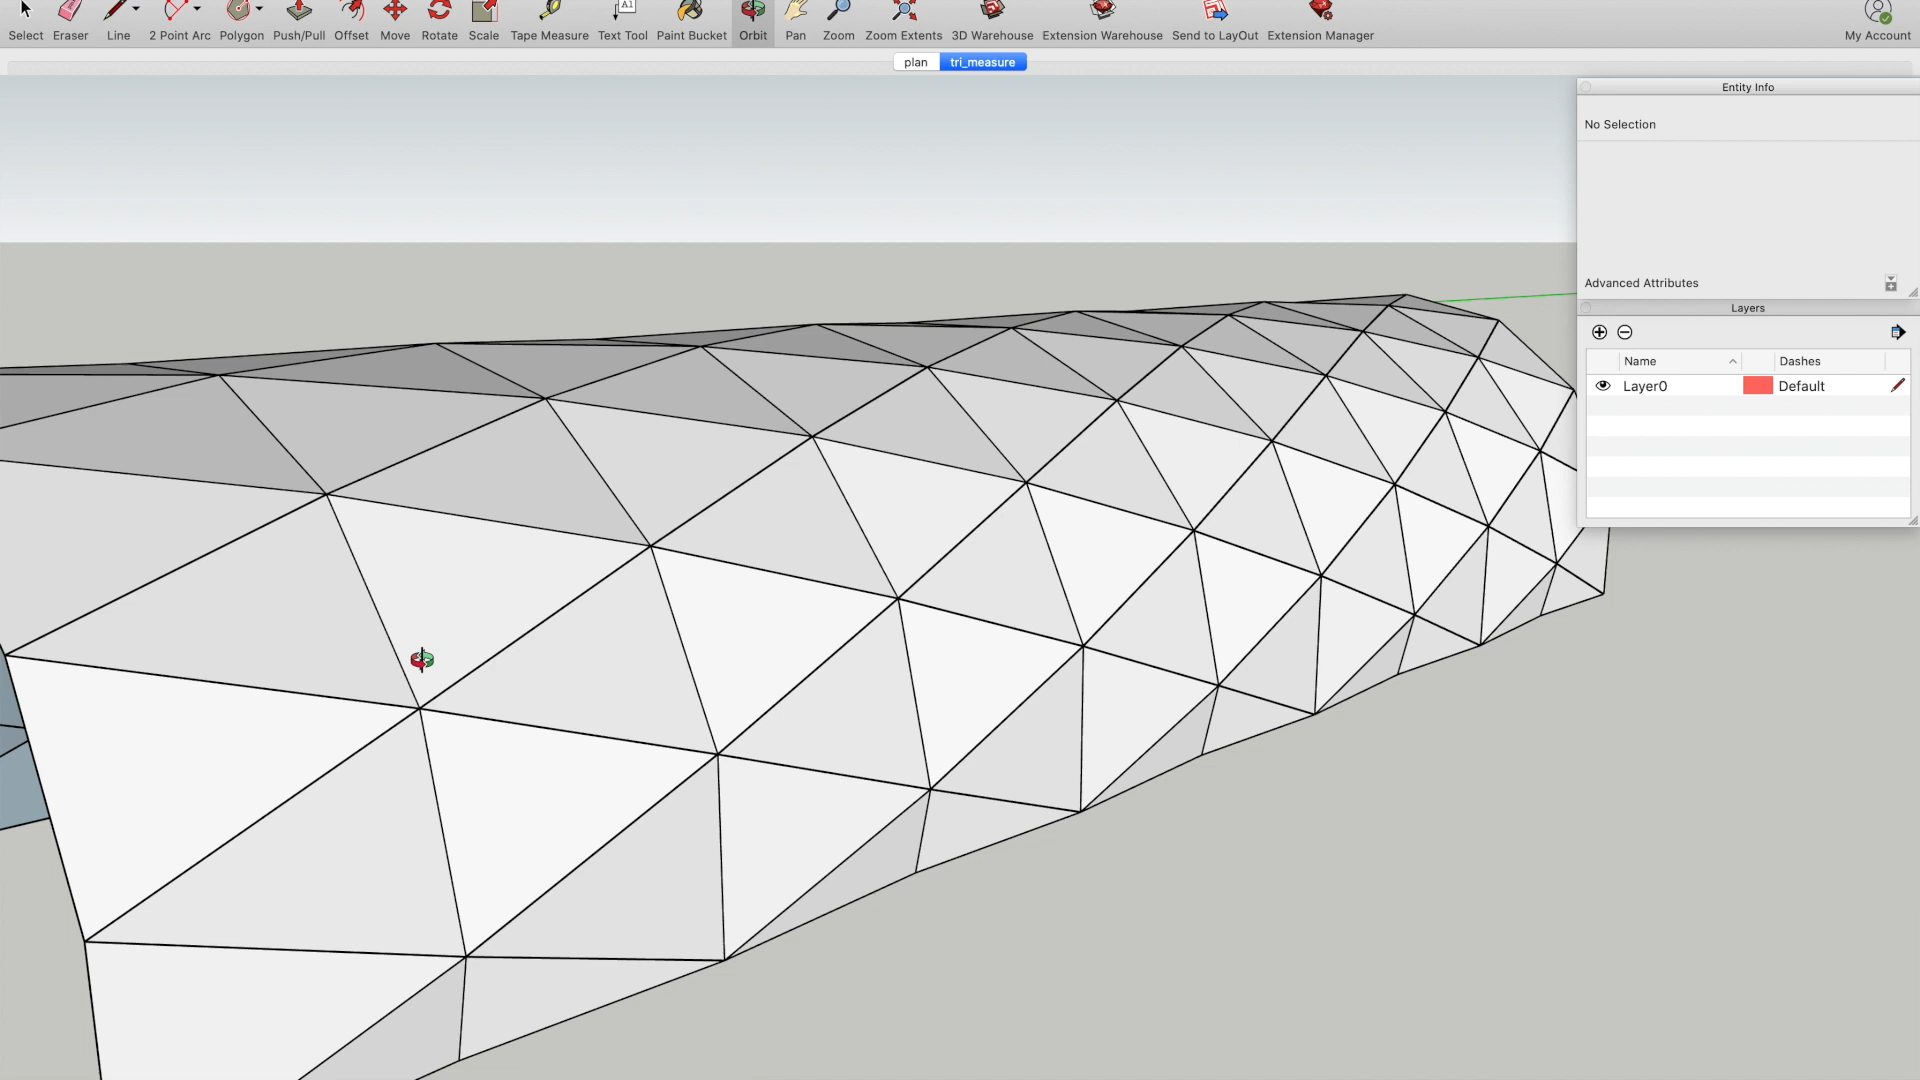 Select Eraser Line 2 Point Arc Polygon Push/Pull Offset Move Rotate Scale Tape Measure Text Tool Paint Bucket Orbit Pan Zoom Zoom Extents 3D Warehouse Extension Warehouse Send to LayOut Extension Manager My Account
A1
plan tri_measure
Entity Info
No Selection
Advanced Attributes
Layers
Name Dashes
Layer0 Default